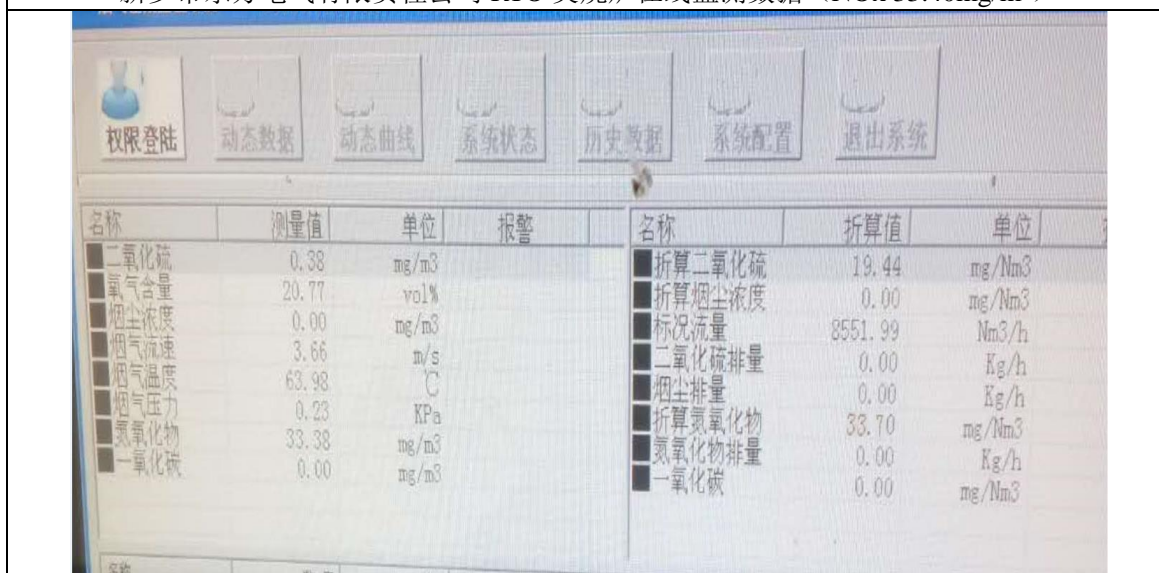 权限登陆 动态数据 动态曲线 系统状态 历史数据 系统配置 退出系统
名称 测量值 单位 报警
二氧化硫 0.38 mg/m3
氧气含量 20.77 vol%
烟尘浓度 0.00 mg/m3
烟气流速 3.66 m/s
烟气温度 63.98 ℃
烟气压力 0.23 KPa
氮氧化物 33.38 mg/m3
一氧化碳 0.00 mg/m3
名称 折算值 单位
折算二氧化硫 19.44 mg/Nm3
折算烟尘浓度 0.00 mg/Nm3
标况流量 8551.99 Nm3/h
二氧化硫排量 0.00 Kg/h
烟尘排量 0.00 Kg/h
折算氮氧化物 33.70 mg/Nm3
氮氧化物排量 0.00 Kg/h
一氧化碳 0.00 mg/Nm3